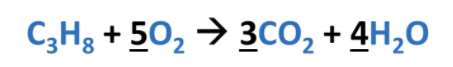 C₃H₈ + 5O₂ → 3CO₂ + 4H₂O